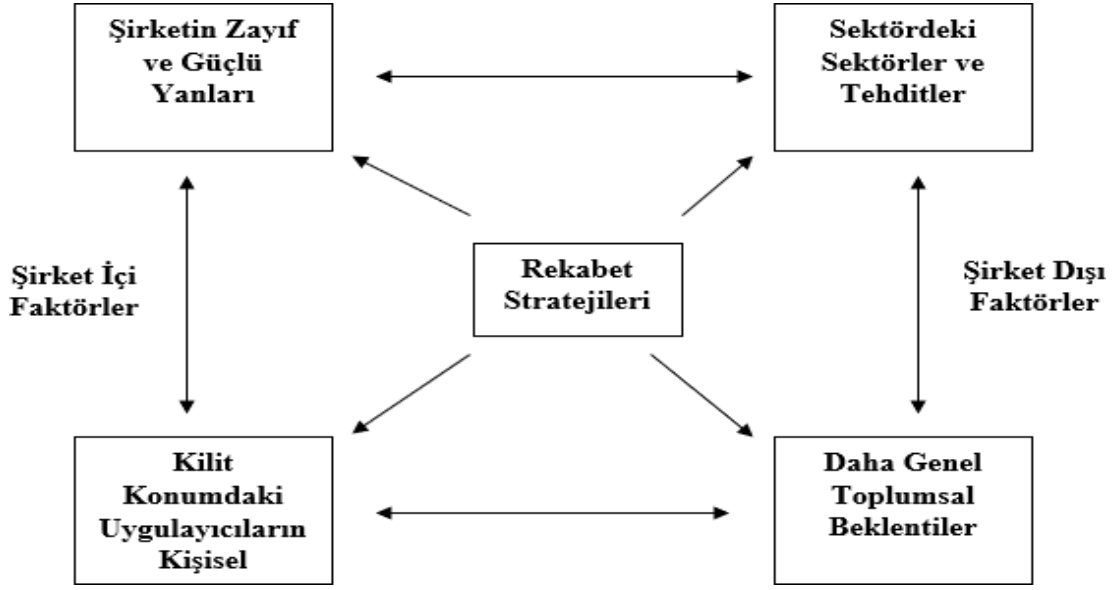 Şirketin Zayıf
ve Güçlü
Yanları
Sektördeki
Sektörler ve
Tehditler
Şirket İçi
Faktörler
Rekabet
Stratejileri
Şirket Dışı
Faktörler
Kilit
Konumdaki
Uygulayıcıların
Kişisel
Daha Genel
Toplumsal
Beklentiler